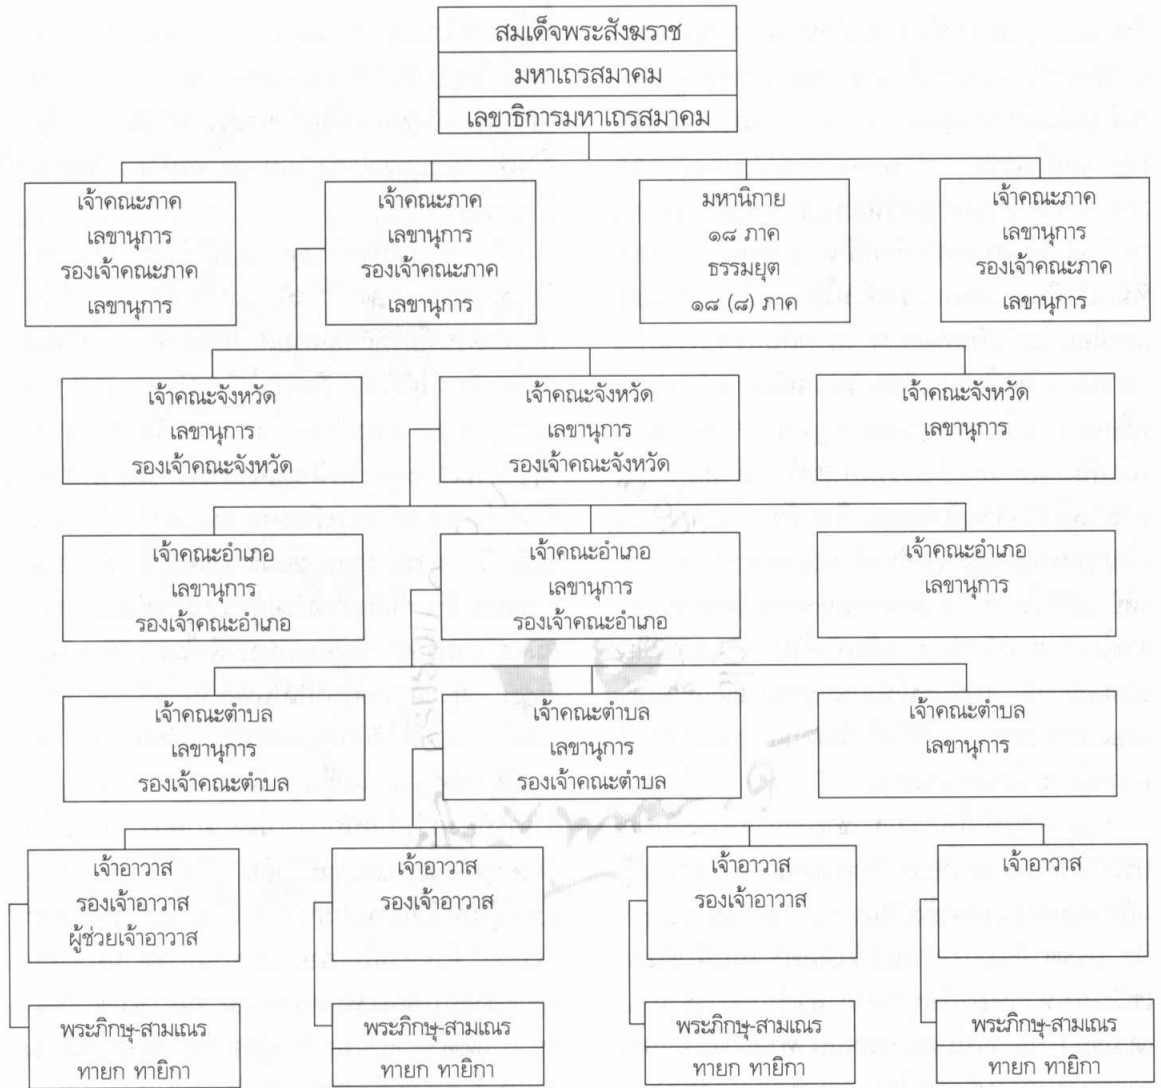 สมเด็จพระสังฆราช
มหาเถรสมาคม
เลขาธิการมหาเถรสมาคม
เจ้าคณะภาค
เลขานุการ
รองเจ้าคณะภาค
เลขานุการ
เจ้าคณะภาค
เลขานุการ
รองเจ้าคณะภาค
เลขานุการ
มหานิกาย
๑๘ ภาค
ธรรมยุต
๑๘ (๘) ภาค
เจ้าคณะภาค
เลขานุการ
รองเจ้าคณะภาค
เลขานุการ
เจ้าคณะจังหวัด
เลขานุการ
รองเจ้าคณะจังหวัด
เจ้าคณะจังหวัด
เลขานุการ
รองเจ้าคณะจังหวัด
เจ้าคณะจังหวัด
เลขานุการ
เจ้าคณะอำเภอ
เลขานุการ
รองเจ้าคณะอำเภอ
เจ้าคณะอำเภอ
เลขานุการ
รองเจ้าคณะอำเภอ
เจ้าคณะอำเภอ
เลขานุการ
เจ้าคณะตำบล
เลขานุการ
รองเจ้าคณะตำบล
เจ้าคณะตำบล
เลขานุการ
รองเจ้าคณะตำบล
เจ้าคณะตำบล
เลขานุการ
เจ้าอาวาส
รองเจ้าอาวาส
ผู้ช่วยเจ้าอาวาส
เจ้าอาวาส
รองเจ้าอาวาส
เจ้าอาวาส
รองเจ้าอาวาส
เจ้าอาวาส
พระภิกษุ-สามเณร
ทายก ทายิกา
พระภิกษุ-สามเณร
ทายก ทายิกา
พระภิกษุ-สามเณร
ทายก ทายิกา
พระภิกษุ-สามเณร
ทายก ทายิกา